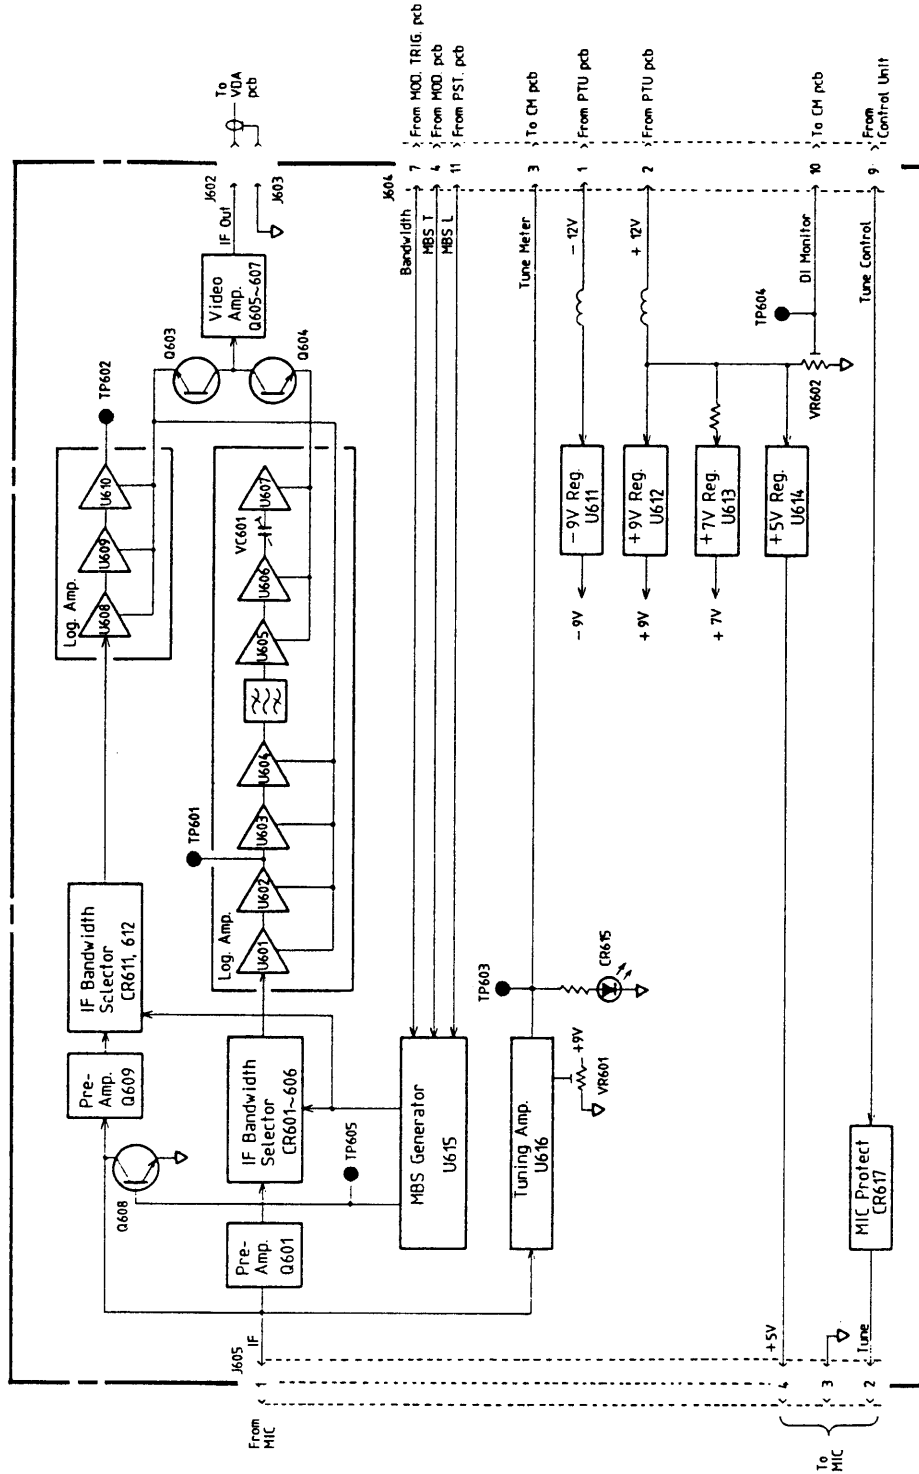 From
MIC
J605
1
IF
Pre-
Amp.
Q601
Pre-
Amp.
Q609
Q608
IF Bandwidth
Selector
CR611, 612
IF Bandwidth
Selector
CR601~606
TP605
MBS Generator
U615
Log. Amp.
U608
U609
U610
TP602
Log. Amp.
U601
U602
TP601
U603
U604
U605
U606
VC601
U607
Q603
Q604
Video
Amp.
Q605~607
IF Out
J602
J603
To
VDA
pcb
J604
Bandwidth
7
From MOD. TRIG. pcb
MBS T
4
From MOD. pcb
MBS L
11
From PST. pcb
Tuning Amp.
U616
VR601
+9V
TP603
CR615
Tune Meter
3
To CM pcb
-9V
-9V Reg.
U611
-12V
1
From PTU pcb
+9V
+9V Reg.
U612
+12V
2
From PTU pcb
+7V
+7V Reg.
U613
+5V
4
+5V Reg.
U614
VR602
TP604
DI Monitor
10
To CM pcb
3
To
MIC
2
Tune
MIC Protect
CR617
Tune Control
9
From
Control Unit